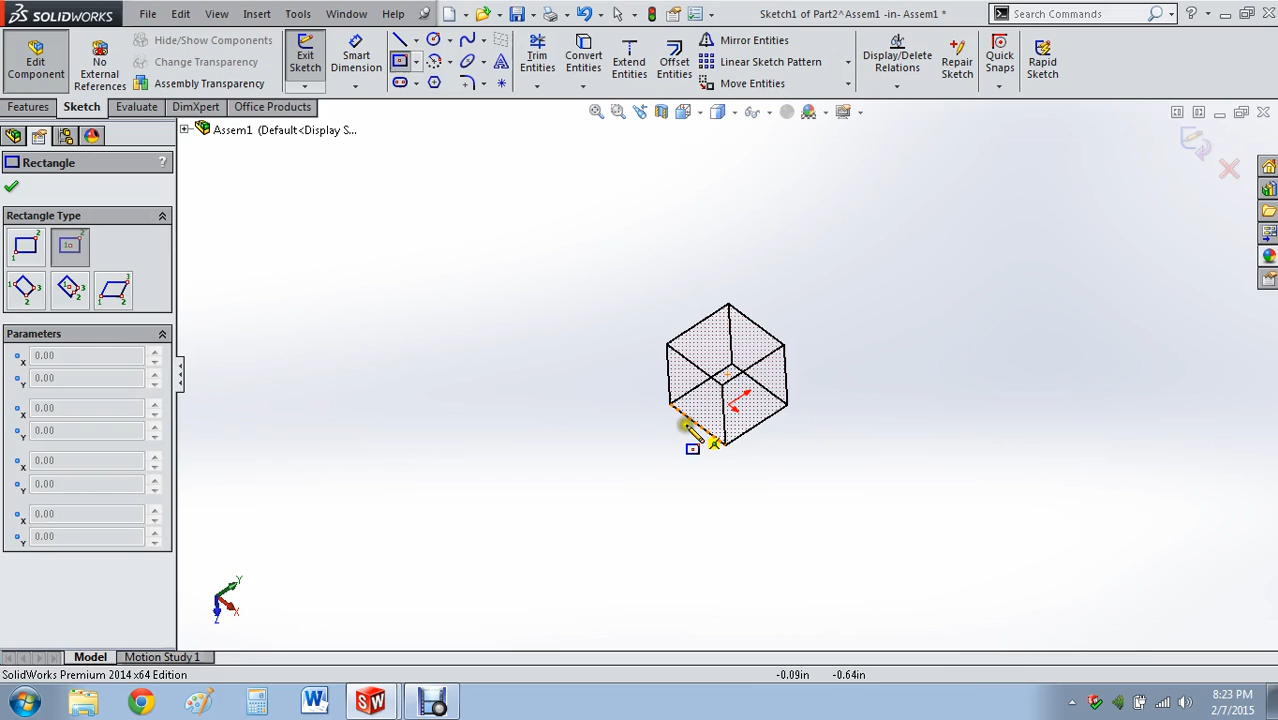 SOLIDWORKS File Edit View Insert Tools Window Help Sketch1 of Part2^Assem1 -in- Assem1 * Search Commands
Edit Component
No External References
Hide/Show Components
Change Transparency
Assembly Transparency
Exit Sketch
Smart Dimension
Trim Entities
Convert Entities
Extend Entities
Offset Entities
Mirror Entities
Linear Sketch Pattern
Move Entities
Display/Delete Relations
Repair Sketch
Quick Snaps
Rapid Sketch
Features Sketch Evaluate DimXpert Office Products
Assem1 (Default<Display S...
Rectangle ?
Rectangle Type
Parameters
X 0.00
Y 0.00
X 0.00
Y 0.00
X 0.00
Y 0.00
X 0.00
Y 0.00
Y
X
Z
Model Motion Study 1
SolidWorks Premium 2014 x64 Edition -0.09in -0.64in
8:23 PM
2/7/2015